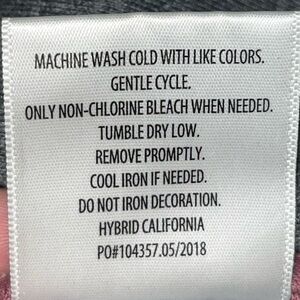 MACHINE WASH COLD WITH LIKE COLORS.
GENTLE CYCLE.
ONLY NON-CHLORINE BLEACH WHEN NEEDED.
TUMBLE DRY LOW.
REMOVE PROMPTLY.
COOL IRON IF NEEDED.
DO NOT IRON DECORATION.
HYBRID CALIFORNIA
PO#104357.05/2018